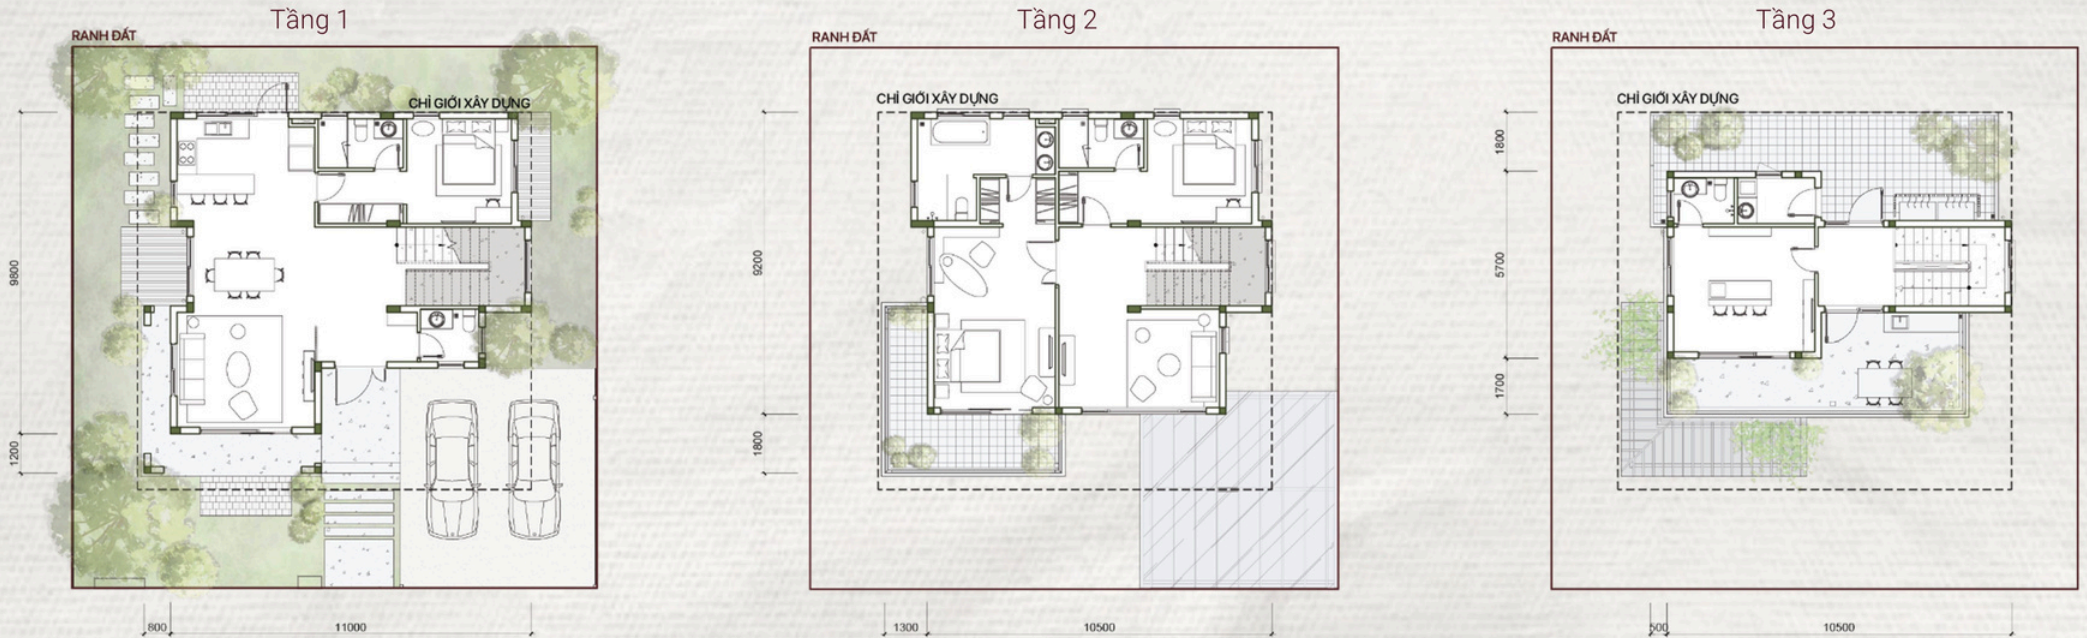 Tầng 1
RANH ĐẤT
CHỈ GIỚI XÂY DỰNG
9800
1200
800
11000
Tầng 2
RANH ĐẤT
CHỈ GIỚI XÂY DỰNG
9200
1800
1300
10500
Tầng 3
RANH ĐẤT
CHỈ GIỚI XÂY DỰNG
1800
5700
1700
500
10500